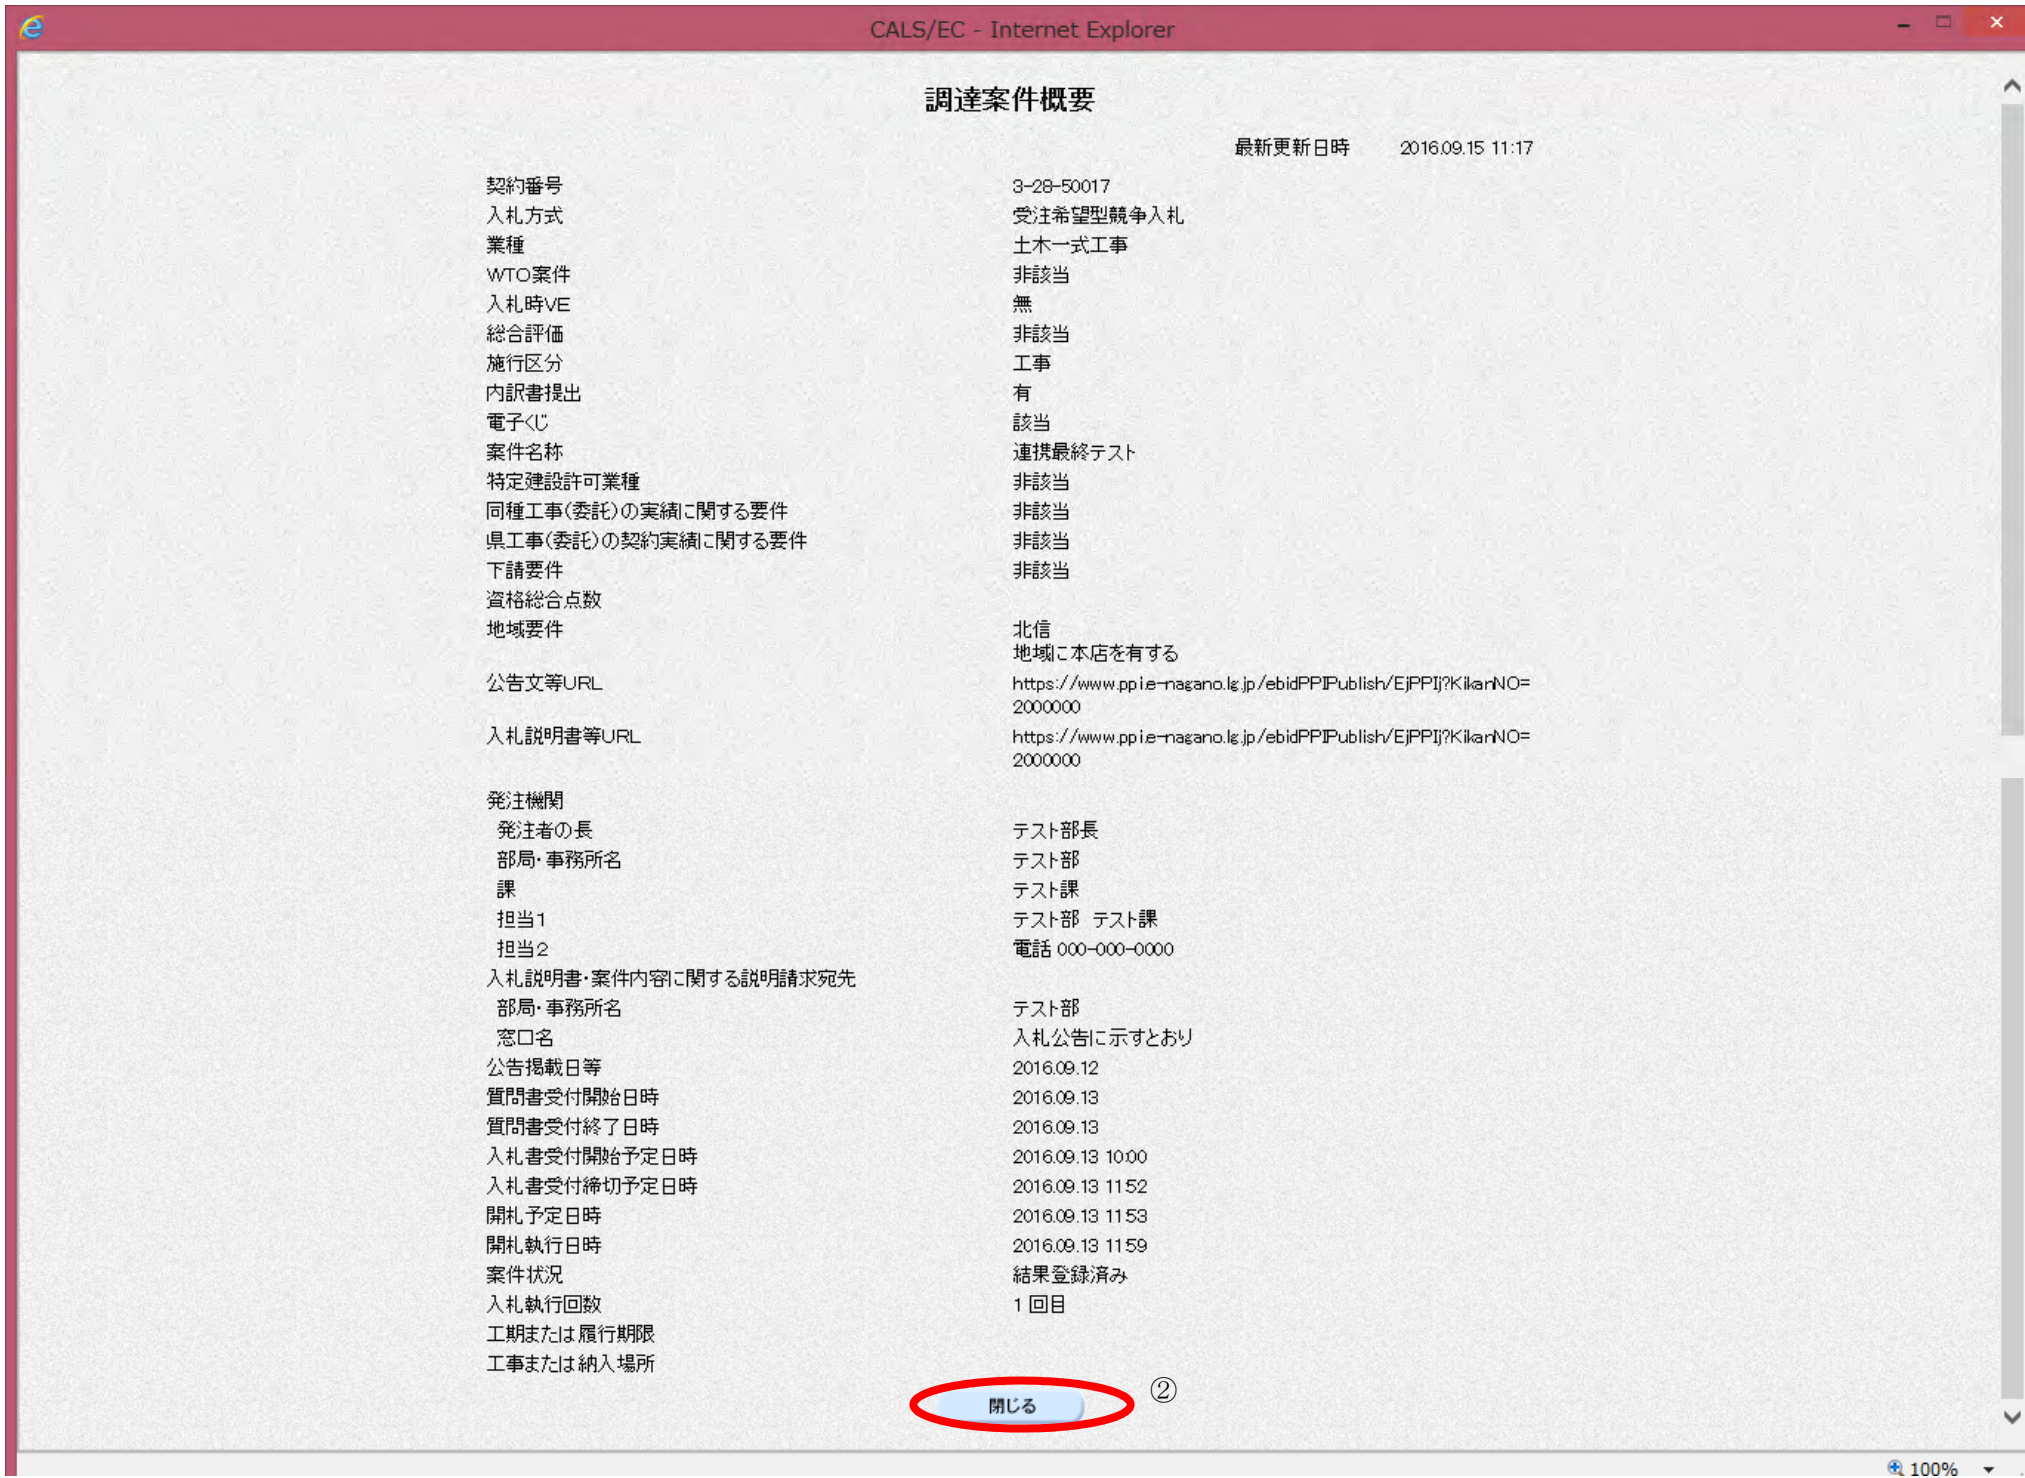 CALS/EC - Internet Explorer
調達案件概要
最新更新日時 2016.09.15 11:17
契約番号 3-28-50017
入札方式 受注希望型競争入札
業種 土木一式工事
WTO案件 非該当
入札時VE 無
総合評価 非該当
施行区分 工事
内訳書提出 有
電子くじ 該当
案件名称 連携最終テスト
特定建設許可業種 非該当
同種工事(委託)の実績に関する要件 非該当
県工事(委託)の契約実績に関する要件 非該当
下請要件 非該当
資格総合点数
地域要件 北信
地域に本店を有する
公告文等URL https://www.ppi.e-nagano.lg.jp/ebidPPIPublish/EjPPIj?KikanNO=
2000000
入札説明書等URL https://www.ppi.e-nagano.lg.jp/ebidPPIPublish/EjPPIj?KikanNO=
2000000
発注機関
発注者の長 テスト部長
部局・事務所名 テスト部
課 テスト課
担当1 テスト部 テスト課
担当2 電話 000-000-0000
入札説明書・案件内容に関する説明請求宛先
部局・事務所名 テスト部
窓口名 入札公告に示すとおり
公告掲載日等 2016.09.12
質問書受付開始日時 2016.09.13
質問書受付終了日時 2016.09.13
入札書受付開始予定日時 2016.09.13 10:00
入札書受付締切予定日時 2016.09.13 11:52
開札予定日時 2016.09.13 11:53
開札執行日時 2016.09.13 11:59
案件状況 結果登録済み
入札執行回数 1 回目
工期または履行期限
工事または納入場所
閉じる ②
100%